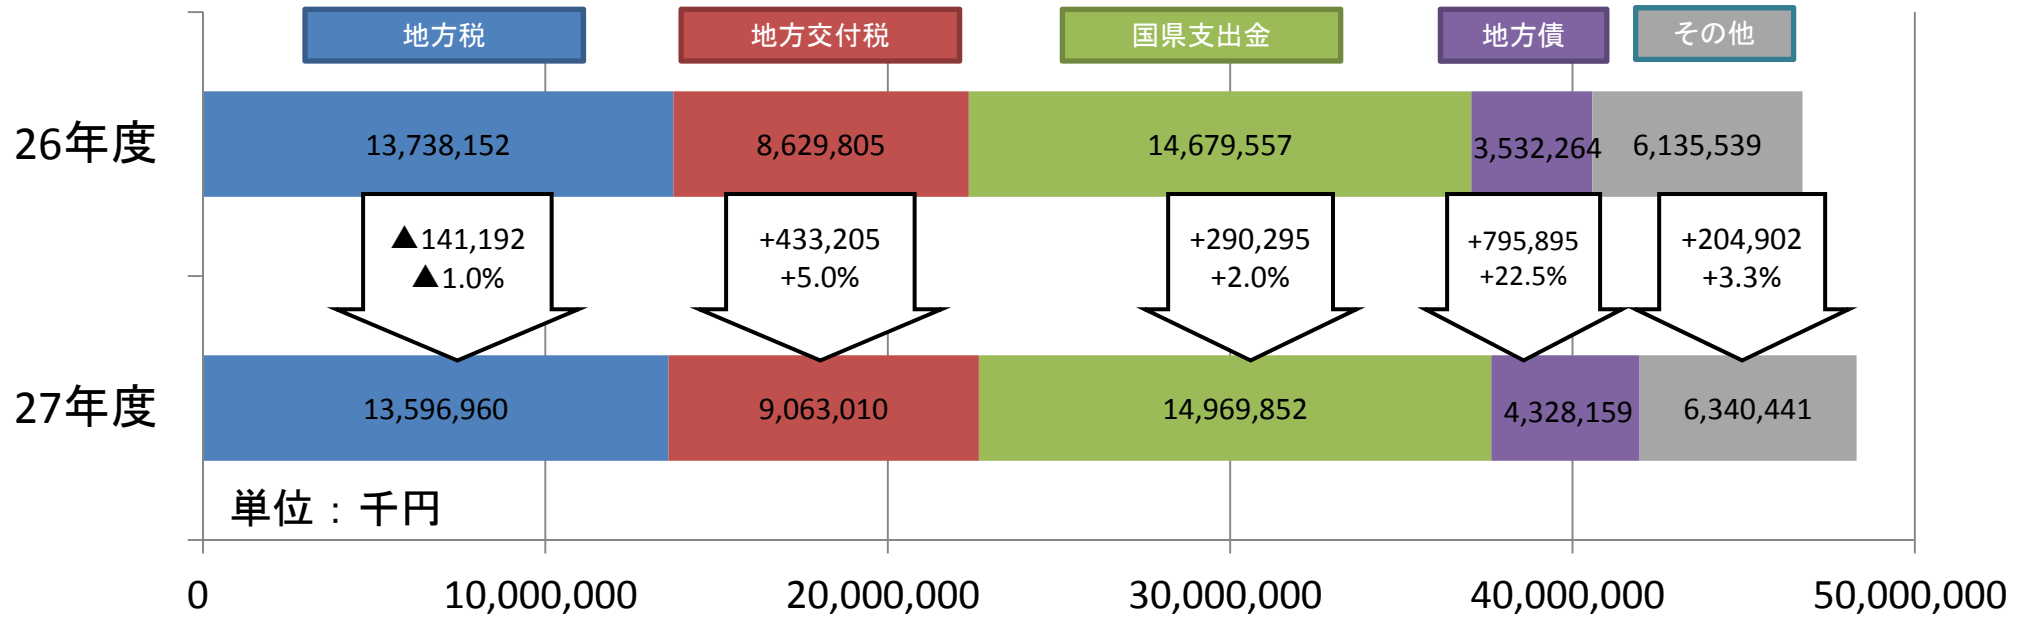 地方税 地方交付税 国県支出金 地方債 その他
26年度 13,738,152 8,629,805 14,679,557 3,532,264 6,135,539
▲141,192 +433,205 +290,295 +795,895 +204,902
▲1.0% +5.0% +2.0% +22.5% +3.3%
27年度 13,596,960 9,063,010 14,969,852 4,328,159 6,340,441
単位：千円
0 10,000,000 20,000,000 30,000,000 40,000,000 50,000,000